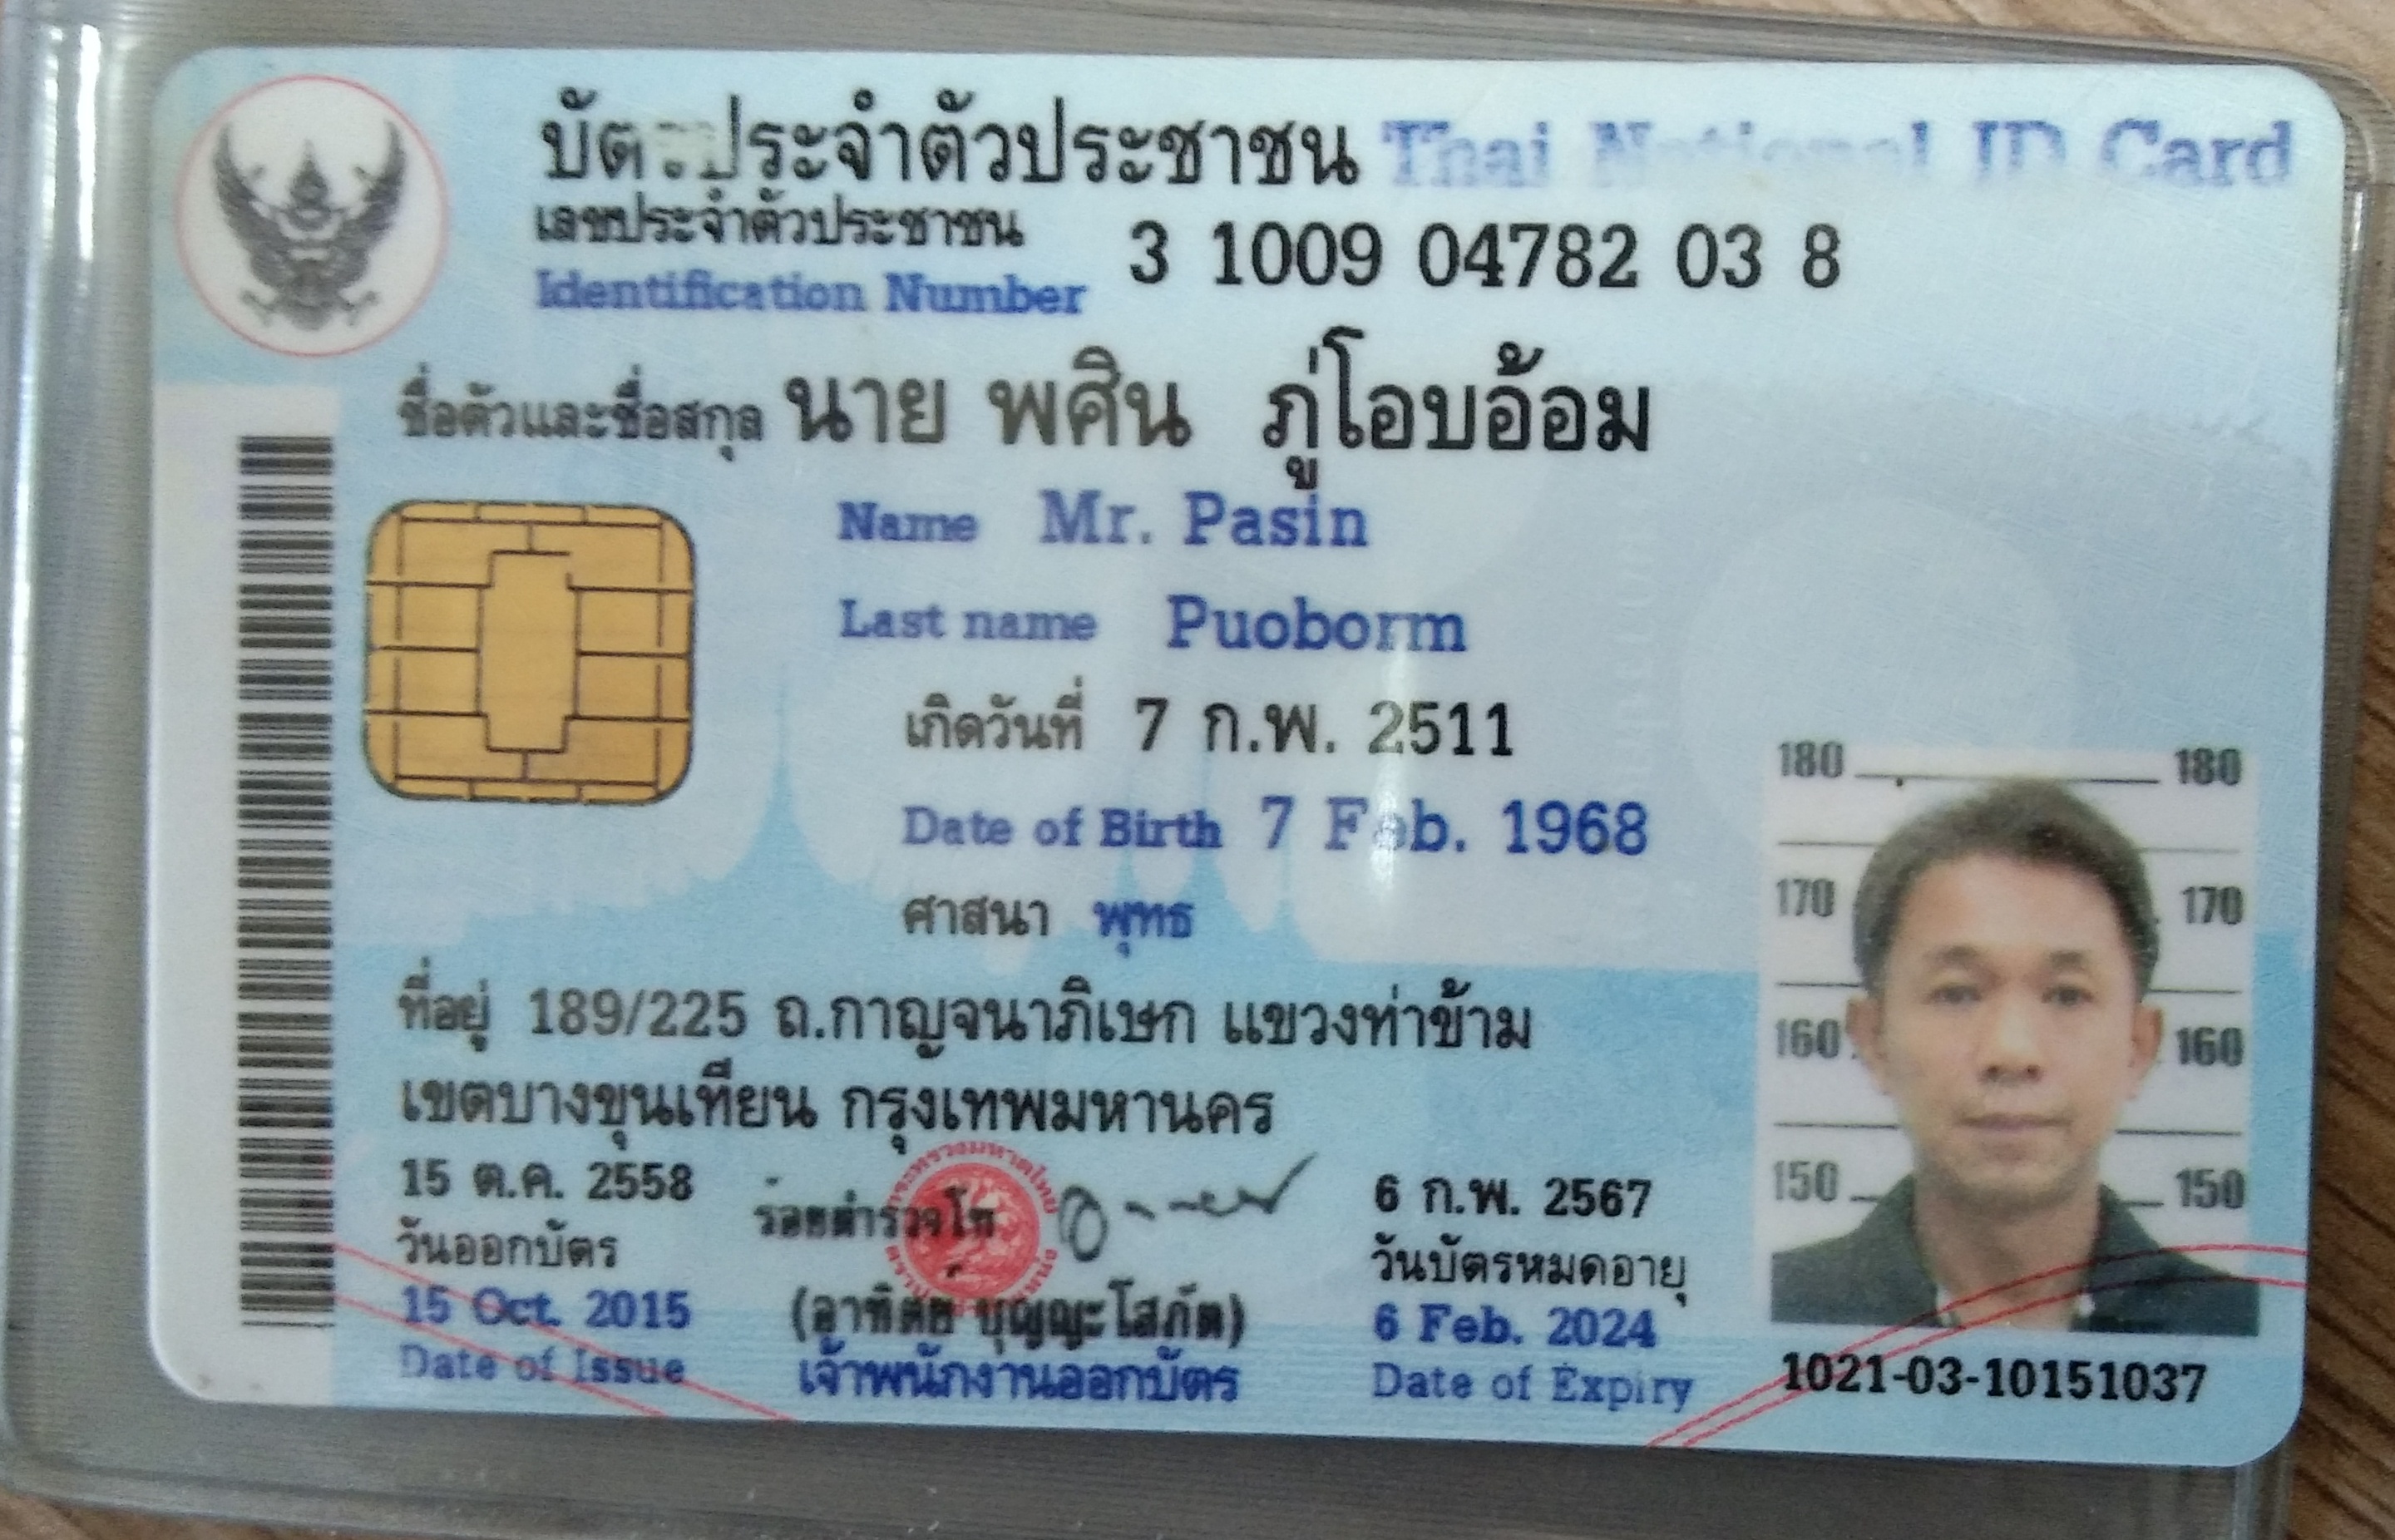 บัตรประจำตัวประชาชน Thai National ID Card
เลขประจำตัวประชาชน
Identification Number 3 1009 04782 03 8
ชื่อตัวและชื่อสกุล นาย พศิน ภู่โอบอ้อม
Name Mr. Pasin
Last name Puoborm
เกิดวันที่ 7 ก.พ. 2511
Date of Birth 7 Feb. 1968
ศาสนา พุทธ
ที่อยู่ 189/225 ถ.กาญจนาภิเษก แขวงท่าข้าม
เขตบางขุนเทียน กรุงเทพมหานคร
15 ต.ค. 2558
วันออกบัตร
15 Oct. 2015
Date of Issue
ร้อยตำรวจโท
(อาทิตย์ บุญญะโสภัต)
เจ้าพนักงานออกบัตร
6 ก.พ. 2567
วันบัตรหมดอายุ
6 Feb. 2024
Date of Expiry
180 180
170 170
160 160
150 150
1021-03-10151037